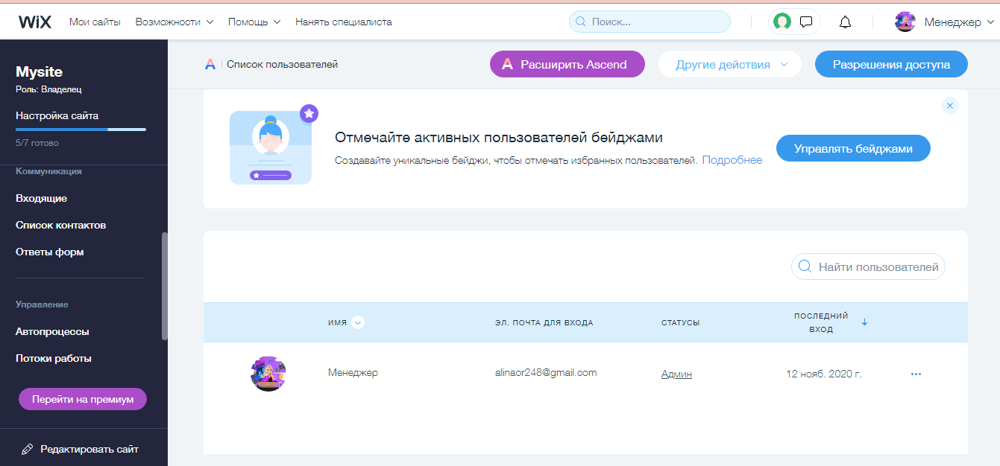 WiX Мои сайты Возможности Помощь Нанять специалиста Поиск... Менеджер
Mysite
Роль: Владелец
Настройка сайта
5/7 готово
Коммуникация
Входящие
Список контактов
Ответы форм
Управление
Автопроцессы
Потоки работы
Перейти на премиум
Редактировать сайт
Список пользователей Расширить Ascend Другие действия Разрешения доступа
Отмечайте активных пользователей бейджами
Создавайте уникальные бейджи, чтобы отмечать избранных пользователей. Подробнее
Управлять бейджами
Найти пользователей
ИМЯ ЭЛ. ПОЧТА ДЛЯ ВХОДА СТАТУСЫ ПОСЛЕДНИЙ
ВХОД
Менеджер alinaor248@gmail.com Админ 12 нояб. 2020 г.